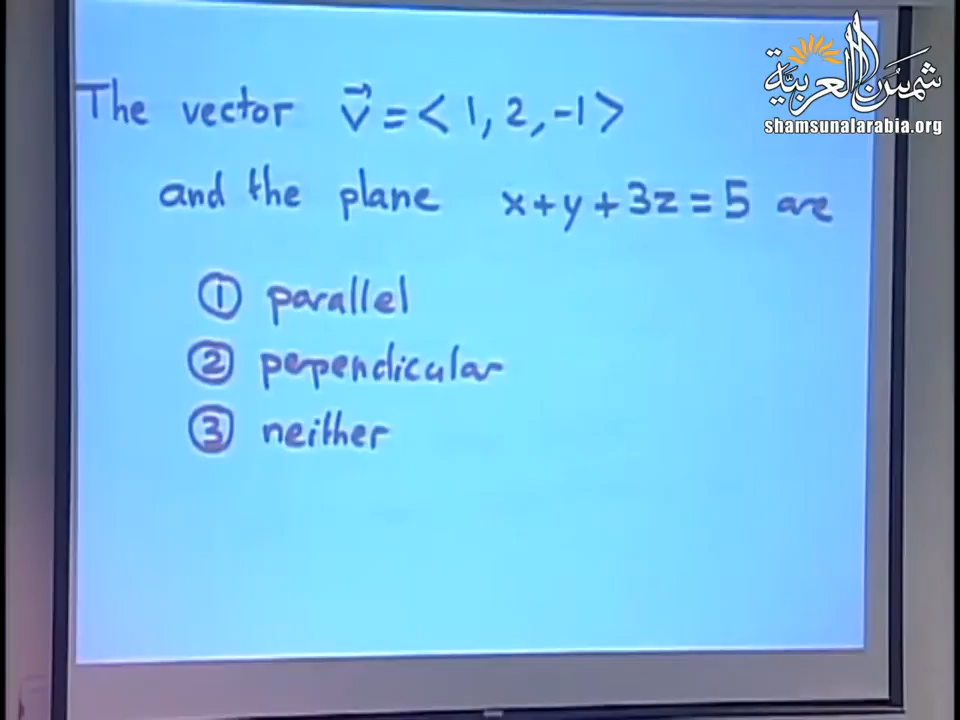 شمس العربية
shamsunalarabia.org
The vector v⃗ = < 1, 2, -1 >
and the plane x + y + 3z = 5 are
① parallel
② perpendicular
③ neither